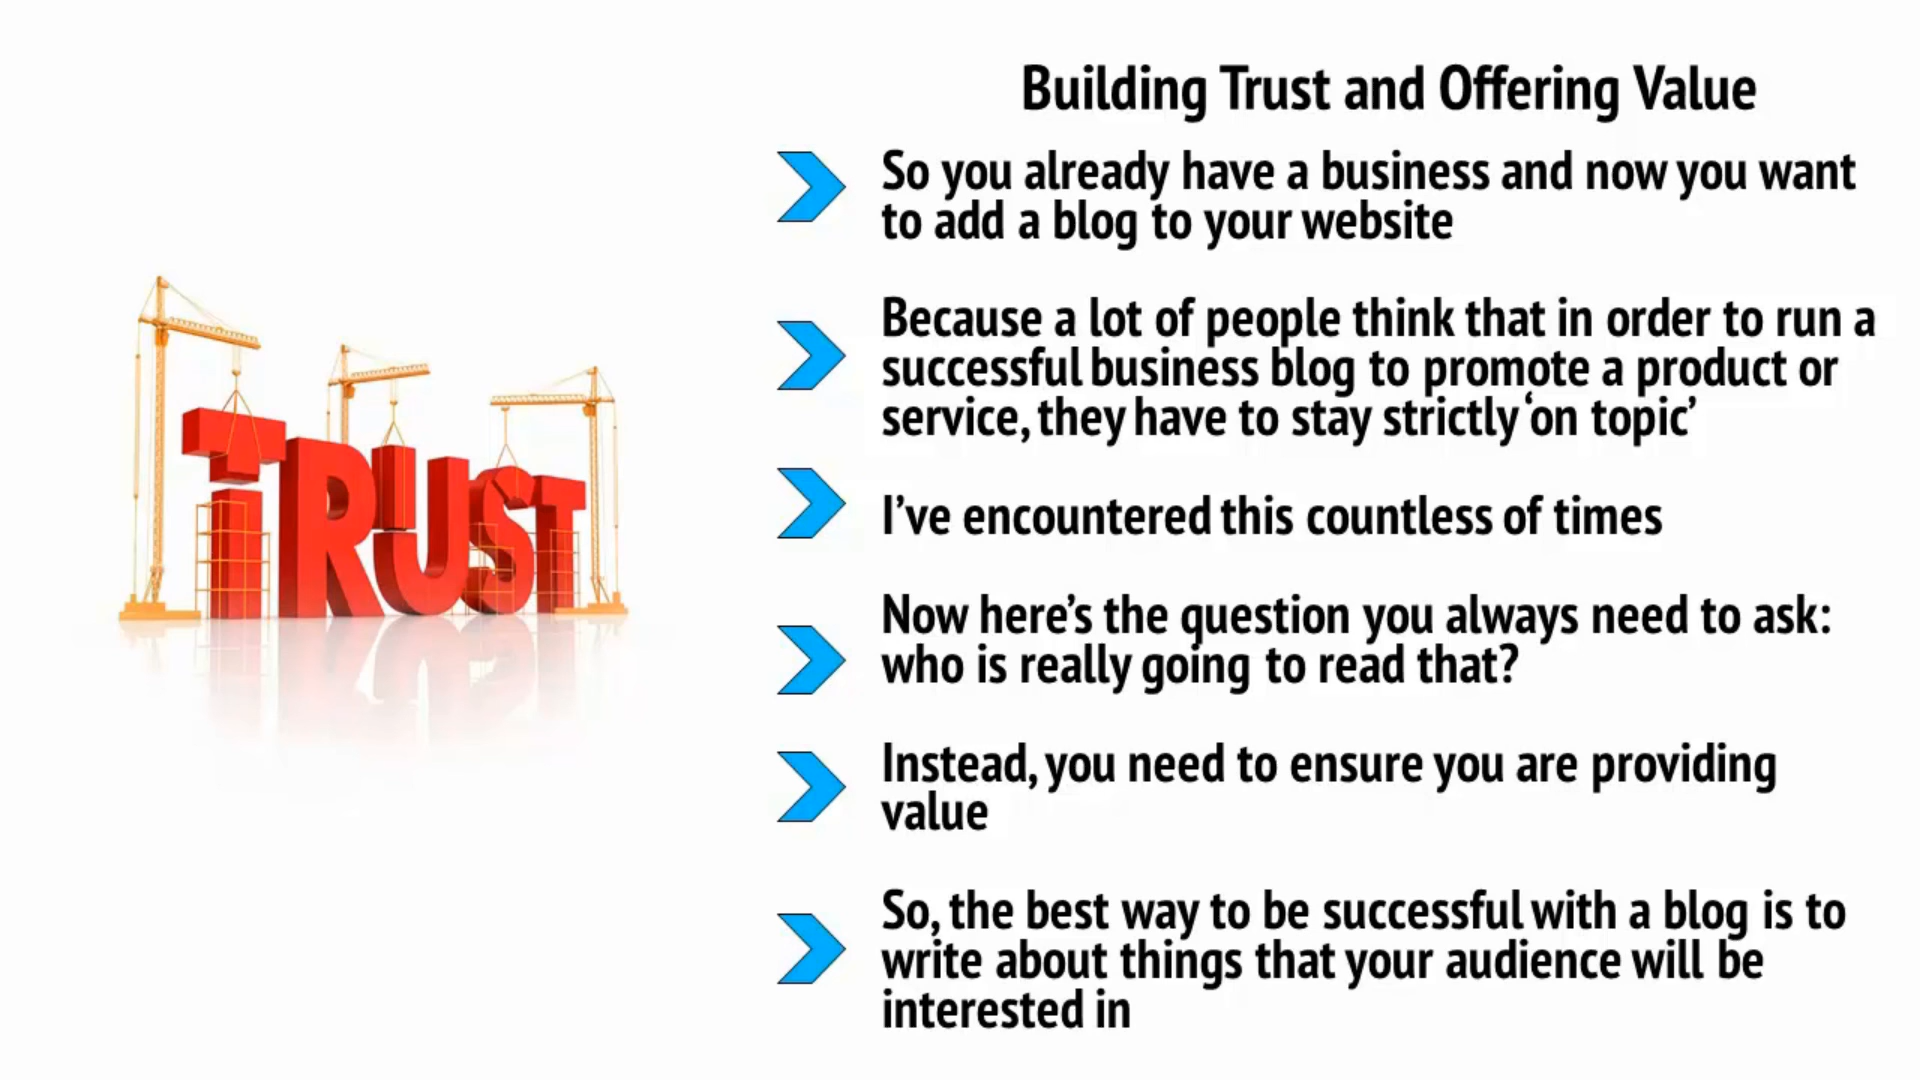 Building Trust and Offering Value
So you already have a business and now you want
to add a blog to your website
Because a lot of people think that in order to run a
successful business blog to promote a product or
service, they have to stay strictly ‘on topic’
I’ve encountered this countless of times
Now here’s the question you always need to ask:
who is really going to read that?
Instead, you need to ensure you are providing
value
So, the best way to be successful with a blog is to
write about things that your audience will be
interested in
TRUST